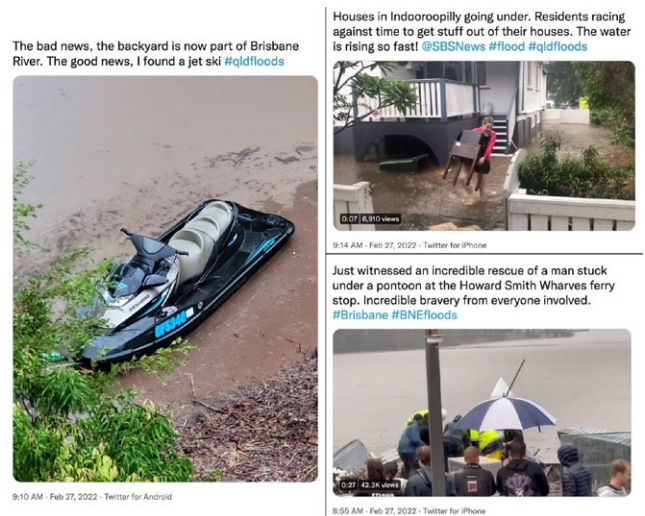 The bad news, the backyard is now part of Brisbane
River. The good news, I found a jet ski #qldfloods
9:10 AM · Feb 27, 2022 · Twitter for Android
Houses in Indooroopilly going under. Residents racing
against time to get stuff out of their houses. The water
is rising so fast! @SBSNews #flood #qldfloods
0:07 6,910 views
9:14 AM · Feb 27, 2022 · Twitter for iPhone
Just witnessed an incredible rescue of a man stuck
under a pontoon at the Howard Smith Wharves ferry
stop. Incredible bravery from everyone involved.
#Brisbane #BNEfloods
0:27 42.3K views
8:55 AM · Feb 27, 2022 · Twitter for iPhone